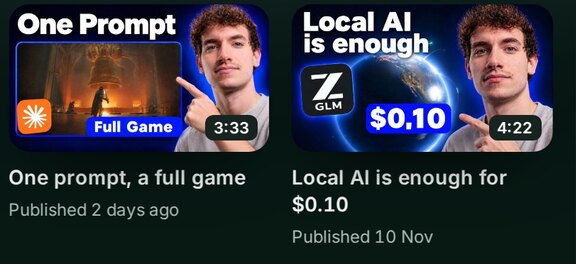 One Prompt
Full Game
3:33
One prompt, a full game
Published 2 days ago
Local AI
is enough
Z
GLM
$0.10
4:22
Local AI is enough for
$0.10
Published 10 Nov